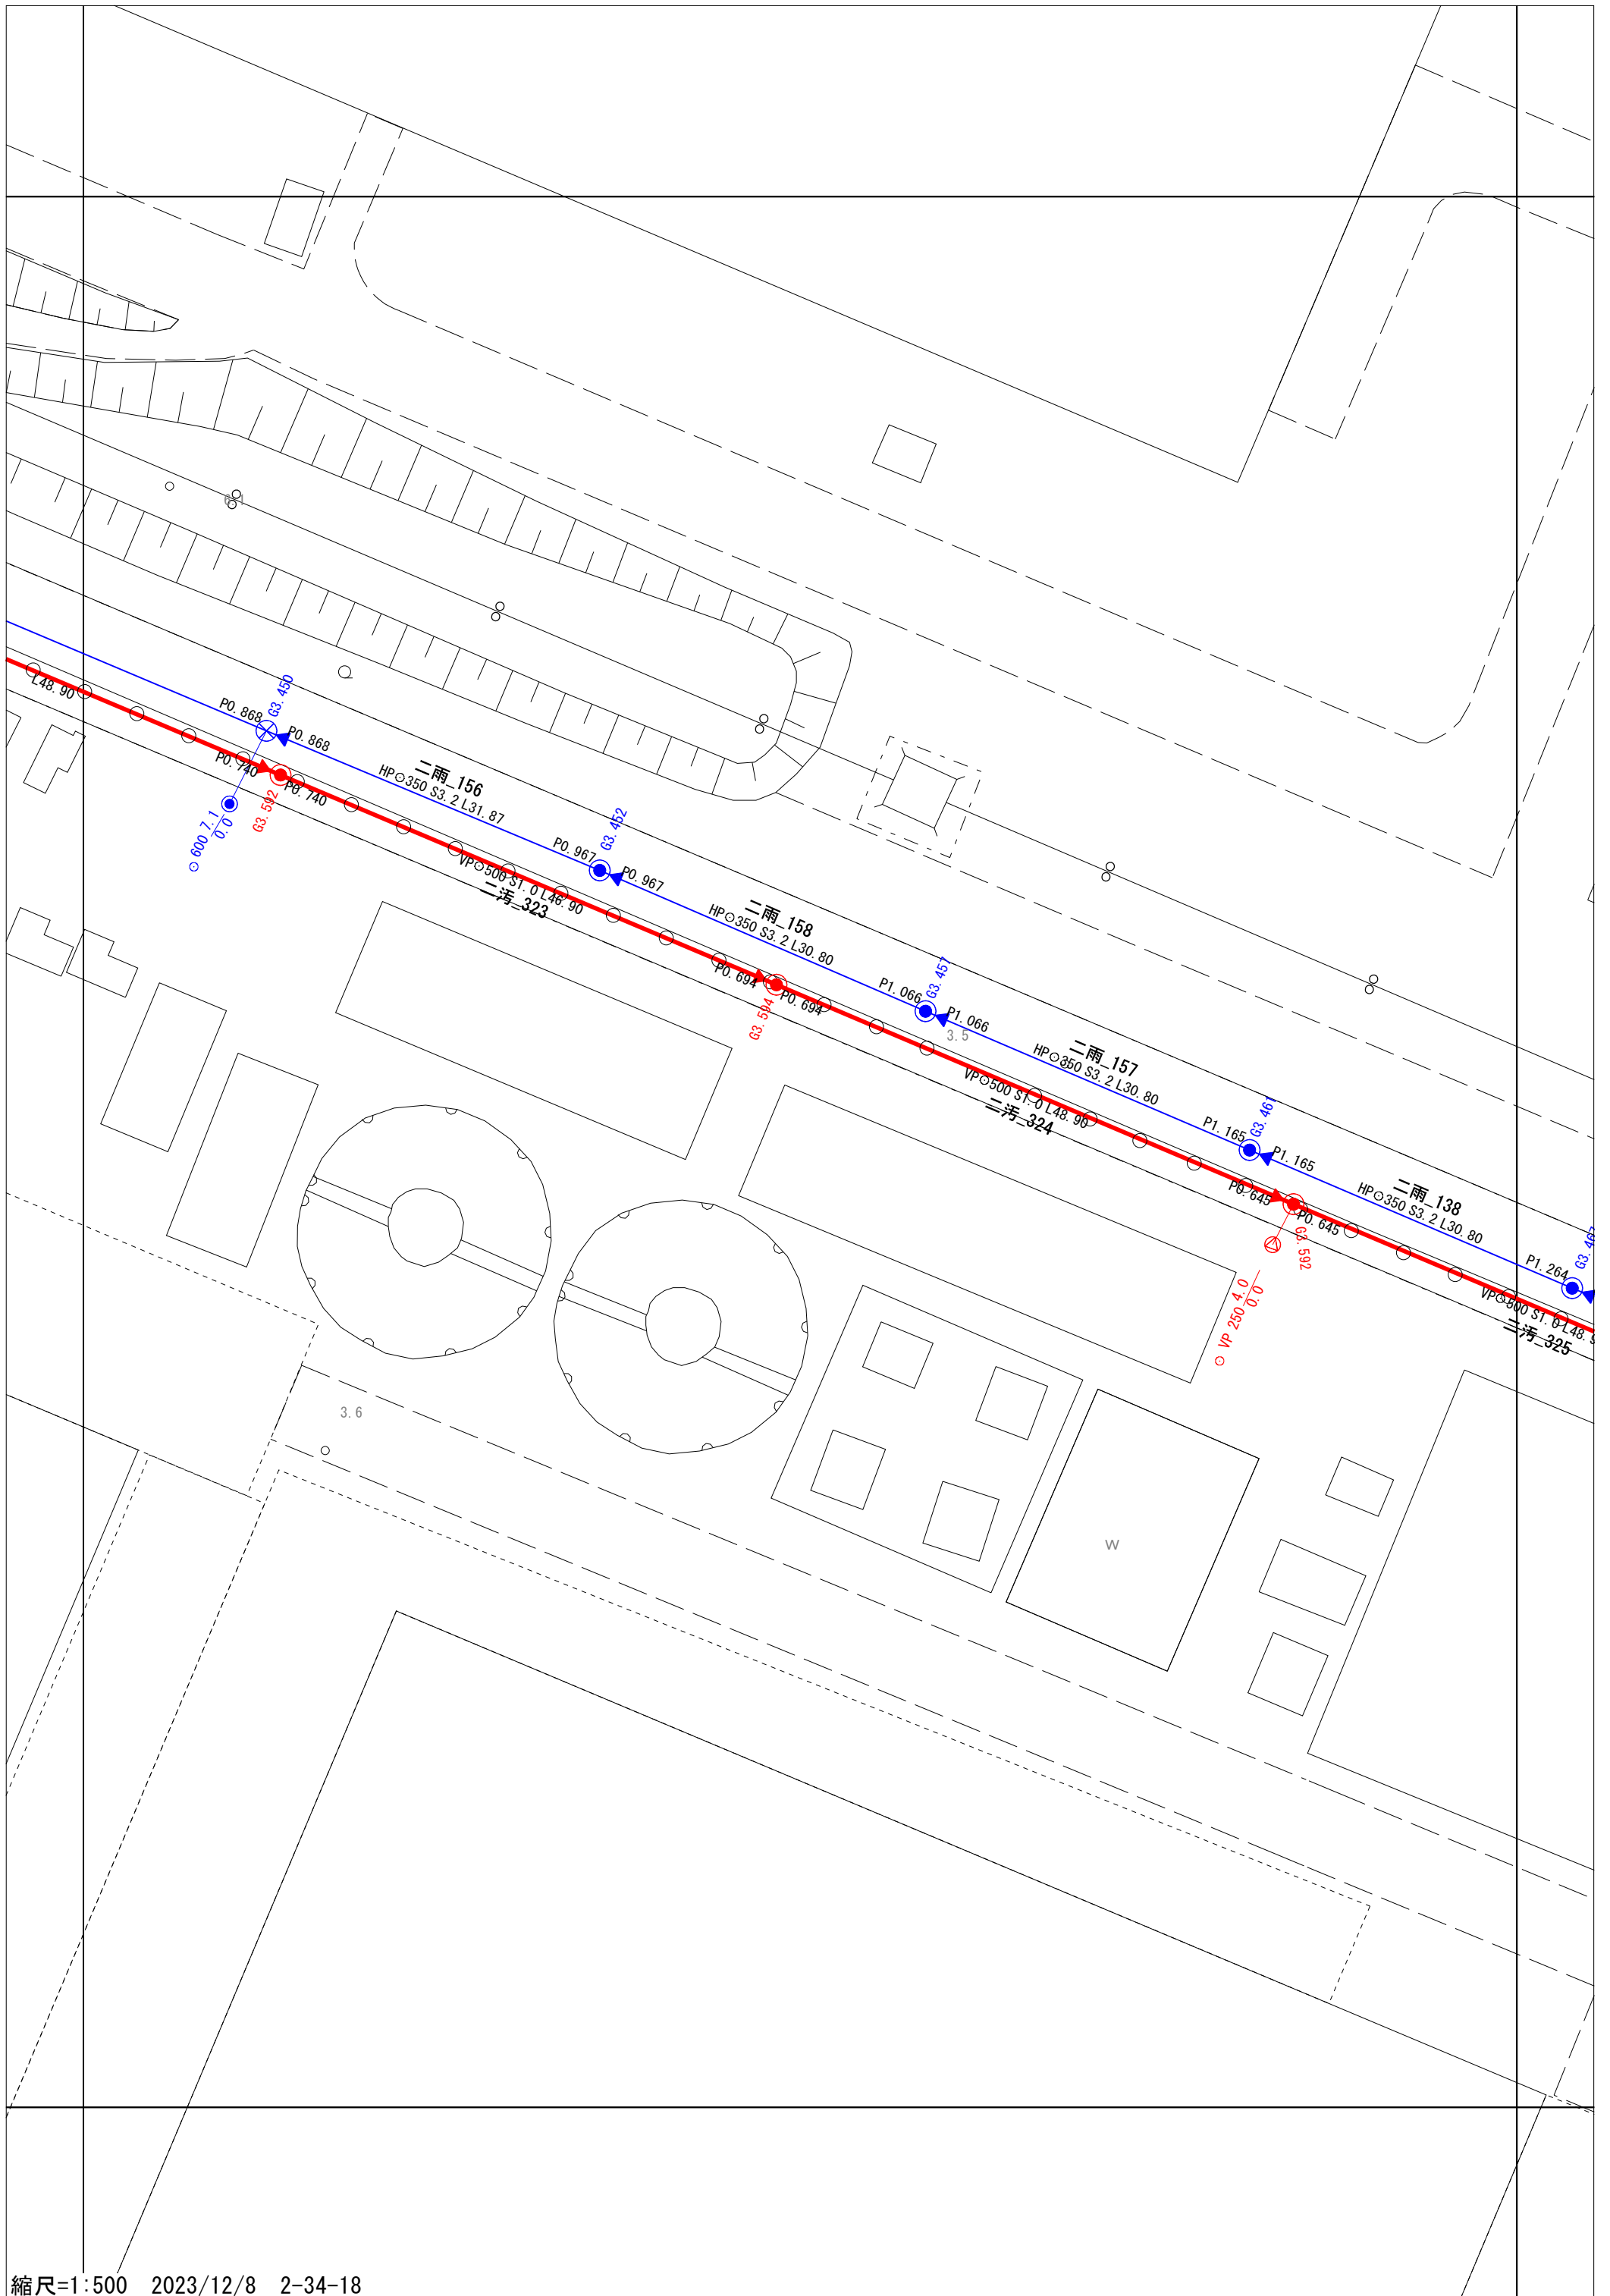 L48.90
P0.868
G3.450
P0.868
P0.740
P0.740
G3.592
⊙ 600 7.1
0.0
二雨_156
HP⊙350 S3.2 L31.87
G3.452
P0.967
P0.967
VP⊙500 S1.0 L46.90
二汚_323
二雨_158
HP⊙350 S3.2 L30.80
P0.694
P0.694
G3.594
G3.457
P1.066
P1.066
3.5
二雨_157
HP⊙350 S3.2 L30.80
VP⊙500 S1.0 L48.90
二汚_324
G3.461
P1.165
P1.165
二雨_138
HP⊙350 S3.2 L30.80
P0.645
P0.645
G3.592
⊙ VP 250 4.0
0.0
P1.264
VP⊙500 S1.0 L48.9
二汚_325
3.6
W
縮尺=1:500 2023/12/8 2-34-18